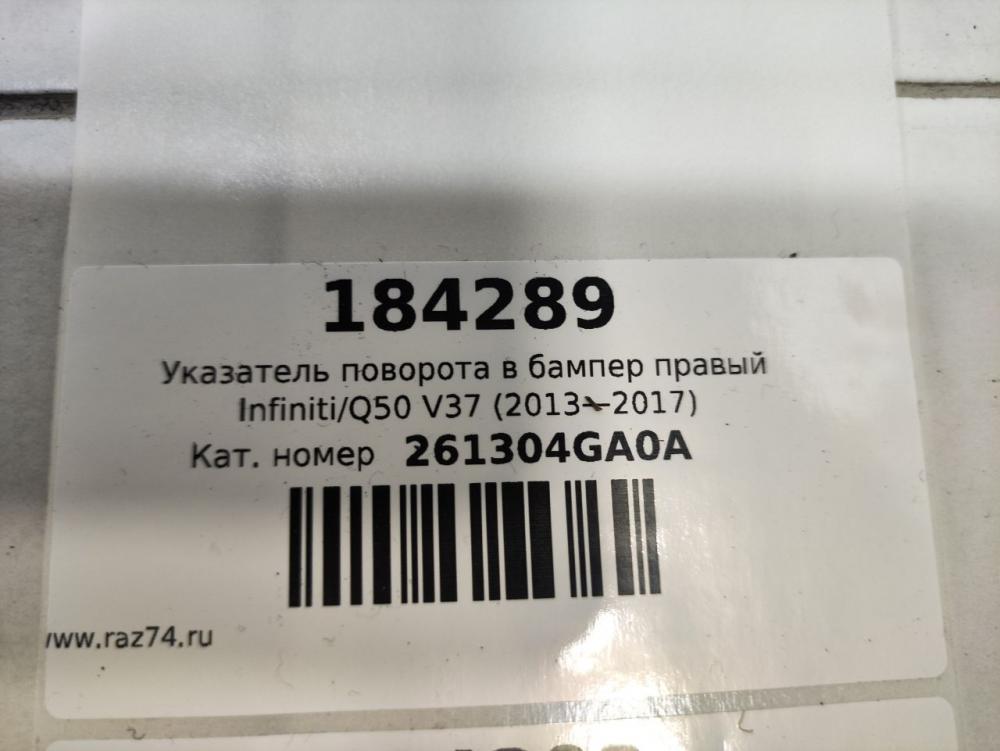 184289
Указатель поворота в бампер правый
Infiniti/Q50 V37 (2013—2017)
Кат. номер 261304GA0A
www.raz74.ru